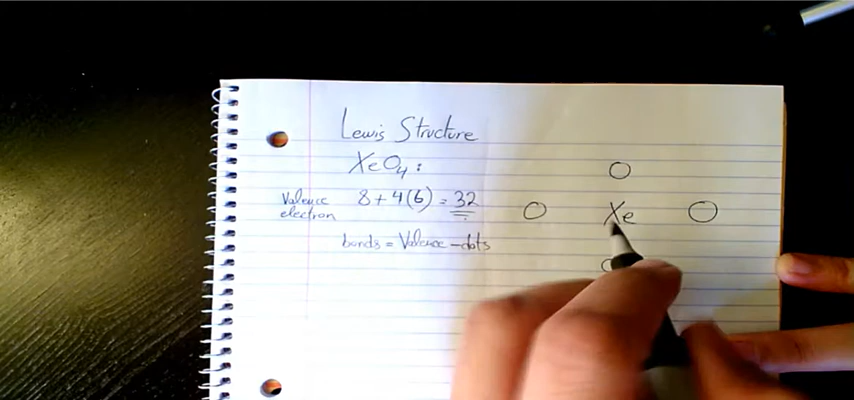 Lewis Structure
XeO4:
Valence electron 8+4(6) = 32
bonds = Valence - dots
O
O Xe O
O